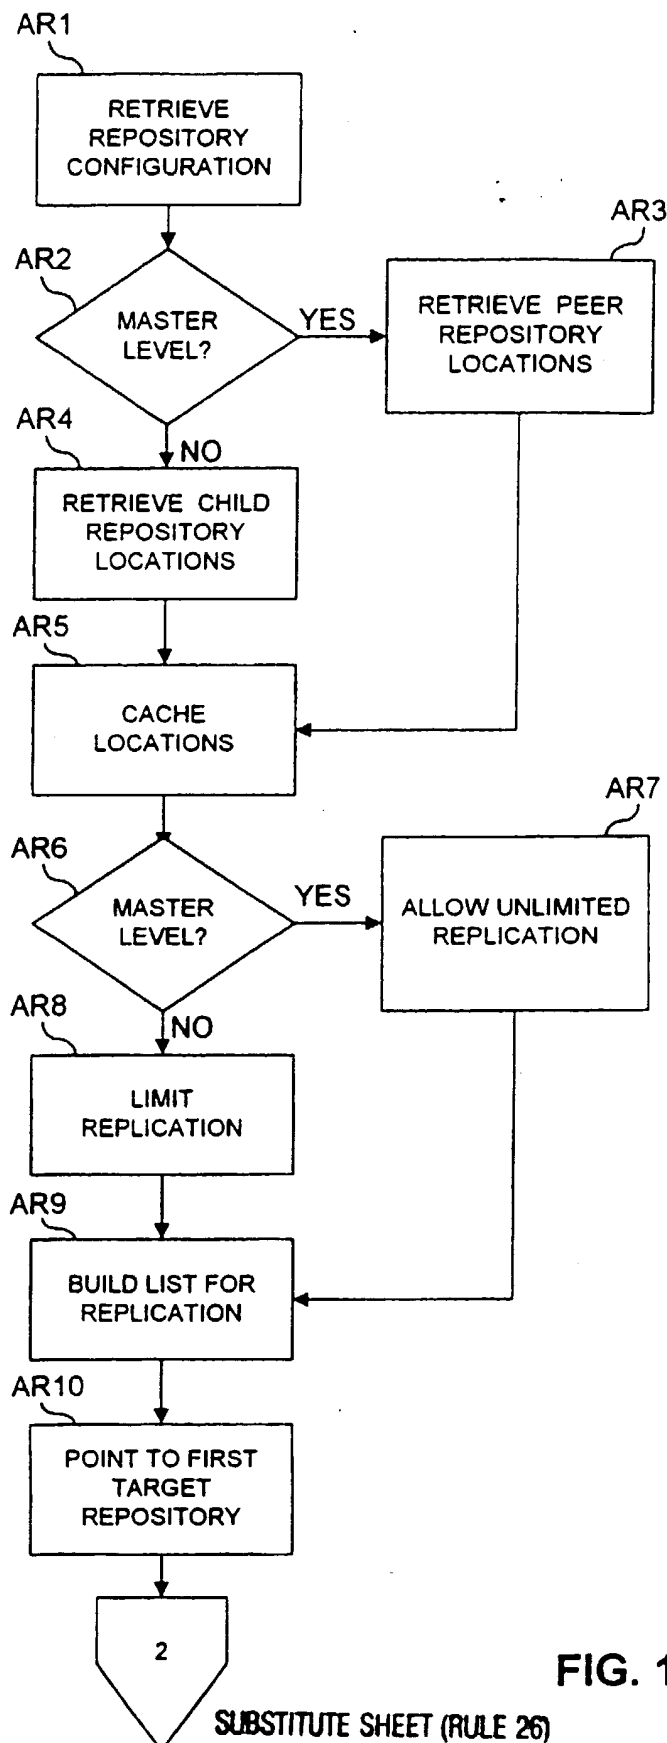 AR1
RETRIEVE
REPOSITORY
CONFIGURATION
AR2
MASTER
LEVEL?
YES
AR3
RETRIEVE PEER
REPOSITORY
LOCATIONS
NO
AR4
RETRIEVE CHILD
REPOSITORY
LOCATIONS
AR5
CACHE
LOCATIONS
AR6
MASTER
LEVEL?
YES
AR7
ALLOW UNLIMITED
REPLICATION
NO
AR8
LIMIT
REPLICATION
AR9
BUILD LIST FOR
REPLICATION
AR10
POINT TO FIRST
TARGET
REPOSITORY
2
FIG. 1
SUBSTITUTE SHEET (RULE 26)